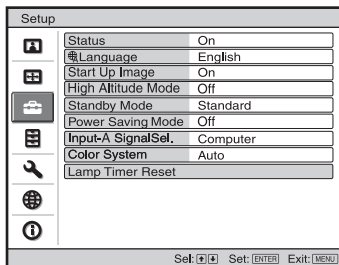 Setup
Status On
Language English
Start Up Image On
High Altitude Mode Off
Standby Mode Standard
Power Saving Mode Off
Input-A SignalSel. Computer
Color System Auto
Lamp Timer Reset
Sel: Set: ENTER Exit: MENU